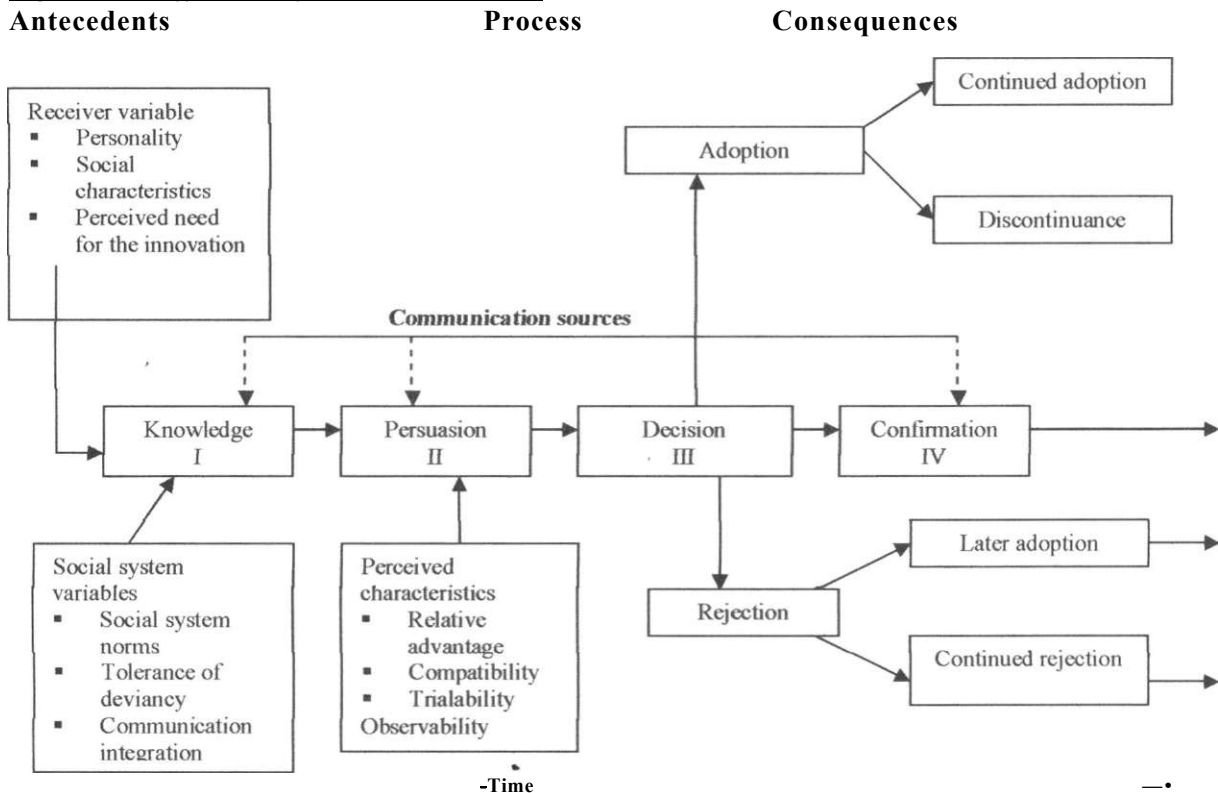 Antecedents Process Consequences
Continued adoption
Receiver variable
▪ Personality
▪ Social
characteristics
▪ Perceived need
for the innovation
Adoption
Discontinuance
Communication sources
Knowledge
I
Persuasion
II
Decision
III
Confirmation
IV
Social system
variables
▪ Social system
norms
▪ Tolerance of
deviancy
▪ Communication
integration
Perceived
characteristics
▪ Relative
advantage
▪ Compatibility
▪ Trialability
Observability
Later adoption
Rejection
Continued rejection
-Time